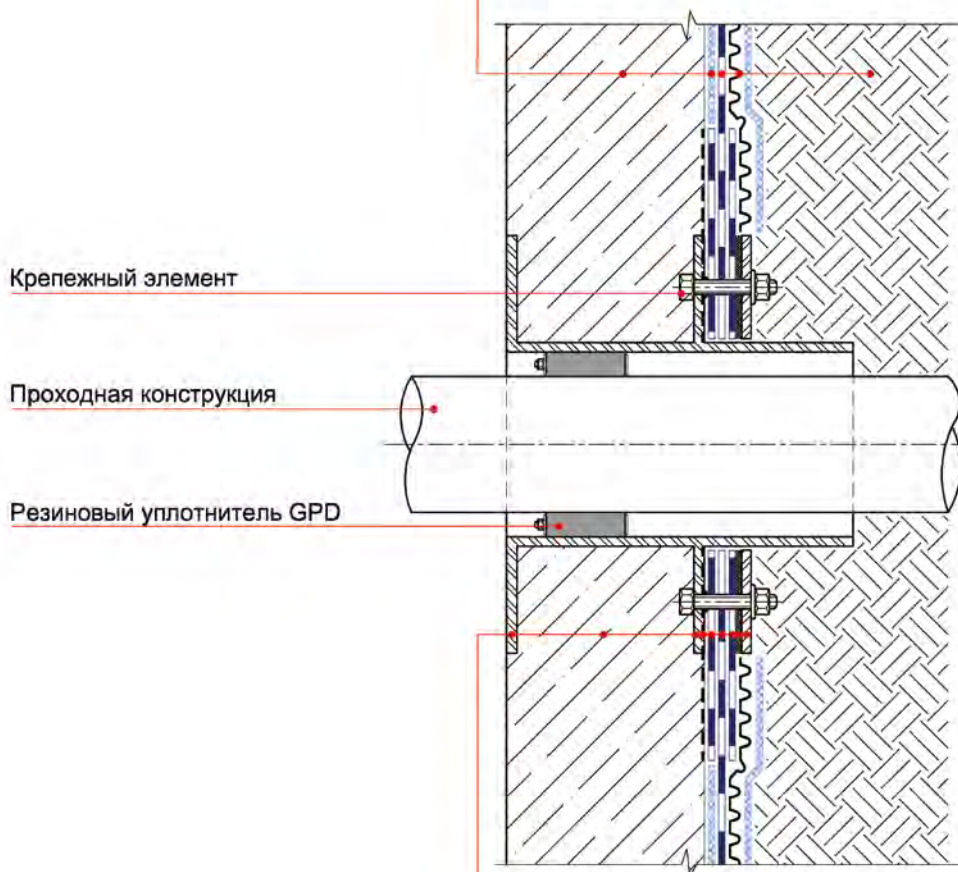 Крепежный элемент
Проходная конструкция
Резиновый уплотнитель GPD